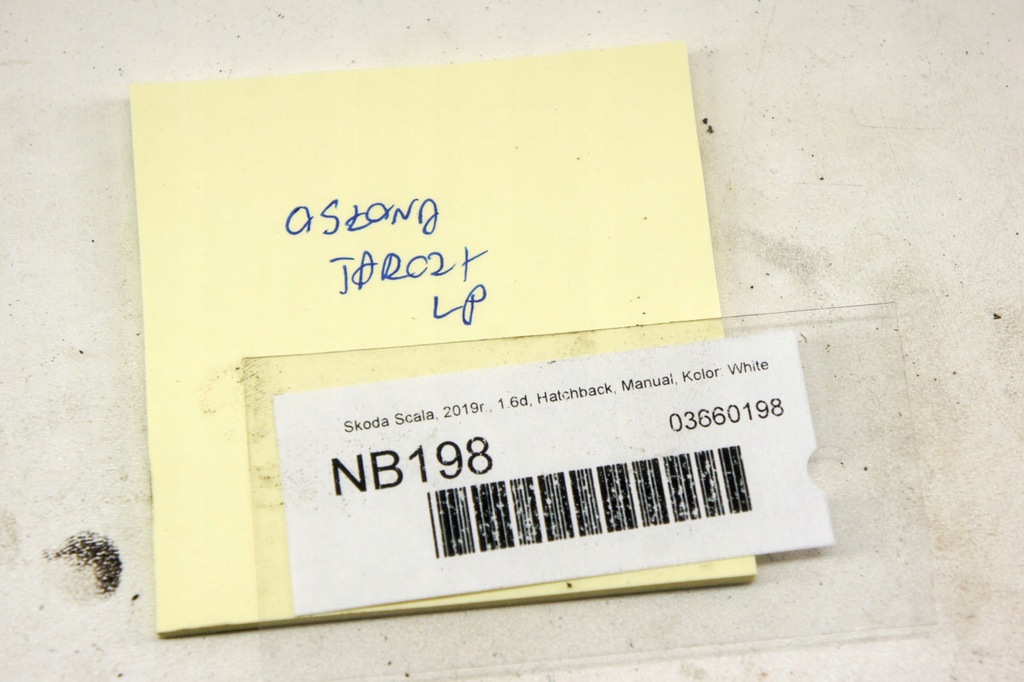 OSŁONA
TARCZY
LP
Skoda Scala, 2019r., 1.6d, Hatchback, Manual, Kolor: White
03660198
NB198